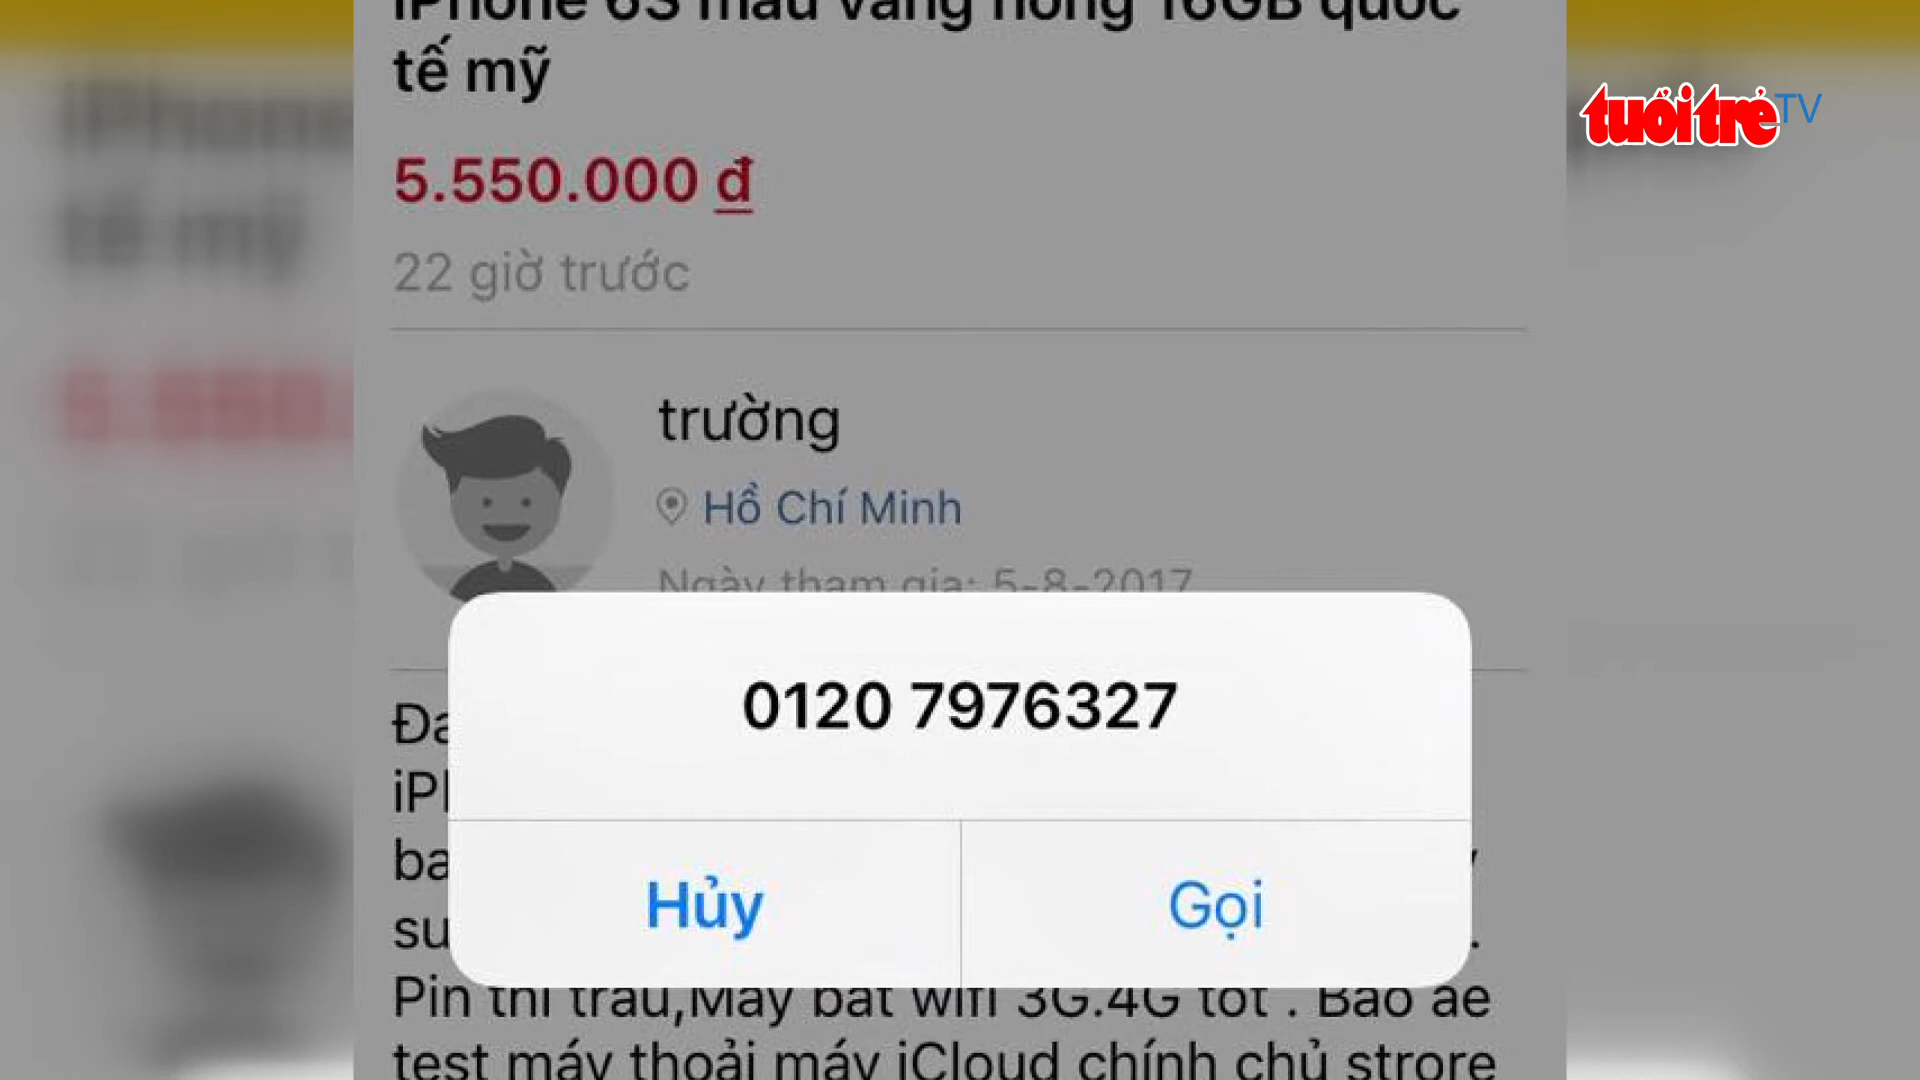 iPhone 6S màu vàng hồng 16GB quốc
tế mỹ
tuổi trẻ TV
5.550.000 đ
22 giờ trước
trường
Hồ Chí Minh
Ngày tham gia: 5-8-2017
0120 7976327
Hủy
Gọi
Pin thì trâu,Máy bắt wifi 3G.4G tốt . Bao ae
test máy thoải mái iCloud chính chủ strore